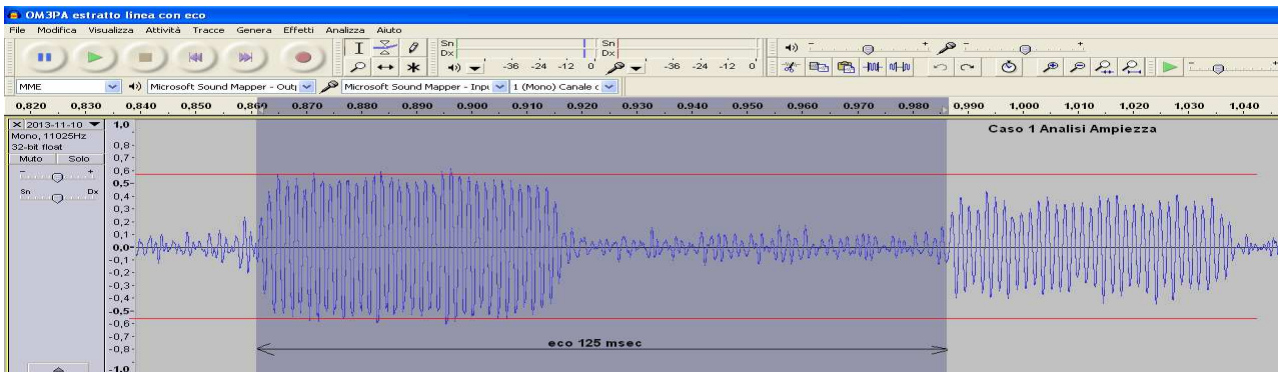 OM3PA estratto linea con eco
File Modifica Visualizza Attività Tracce Genera Effetti Analizza Aiuto
Sn
Dx
-36 -24 -12 0
Sn
Dx
-36 -24 -12 0
MME Microsoft Sound Mapper - Outp Microsoft Sound Mapper - Inpu 1 (Mono) Canale c
0,820 0,830 0,840 0,850 0,860 0,870 0,880 0,890 0,900 0,910 0,920 0,930 0,940 0,950 0,960 0,970 0,980 0,990 1,000 1,010 1,020 1,030 1,040
2013-11-10
Mono, 11025Hz
32-bit float
Muto Solo
- +
Sn Dx
1,0
0,8-
0,7-
0,6-
0,5-
0,4-
0,3-
0,2-
0,1-
0,0-
-0,1-
-0,2-
-0,3-
-0,4-
-0,5-
-0,6-
-0,7-
-0,8-
-1,0
Caso 1 Analisi Ampiezza
eco 125 msec